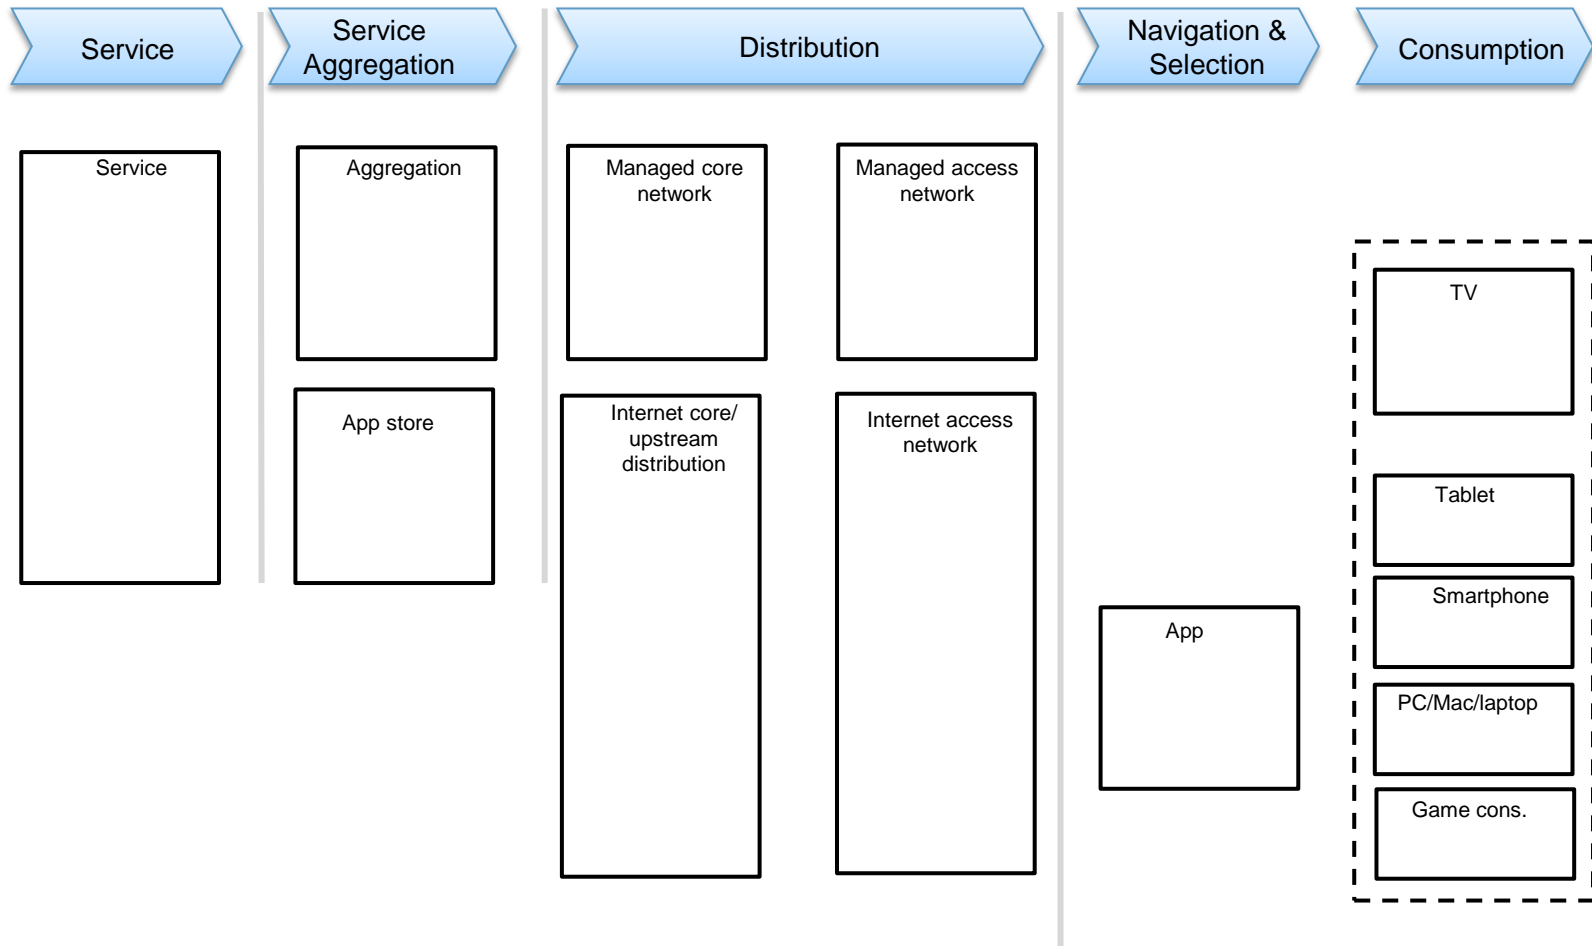 Service
Service
Aggregation
Distribution
Navigation &
Selection
Consumption
Service
Aggregation
Managed core
network
Managed access
network
TV
App store
Internet core/
upstream
distribution
Internet access
network
Tablet
Smartphone
App
PC/Mac/laptop
Game cons.